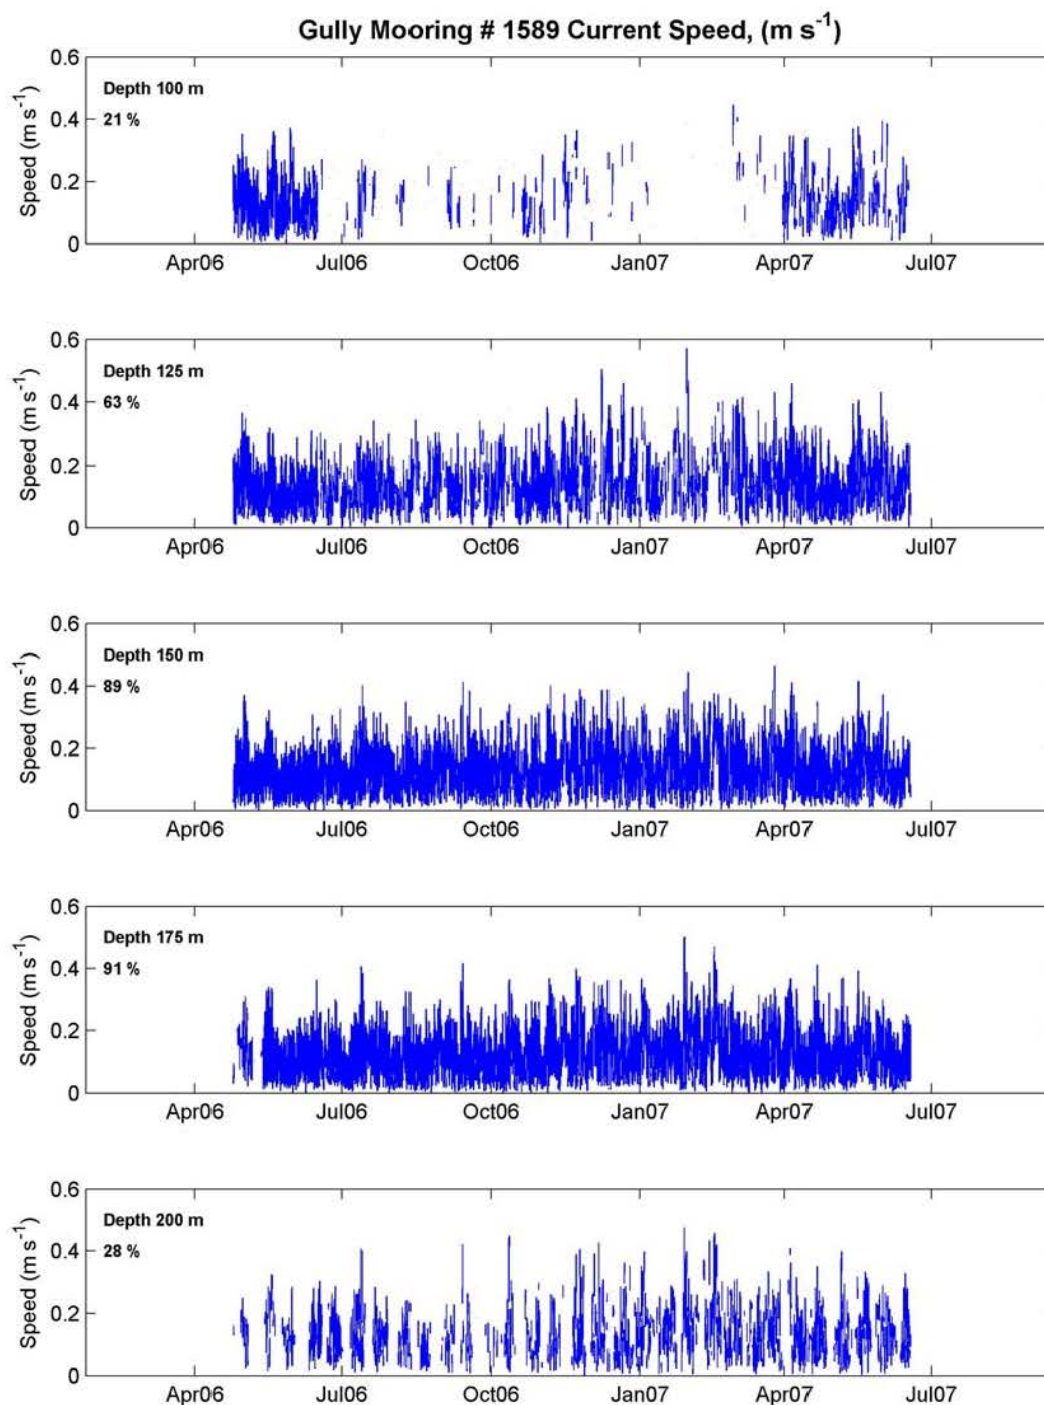 Gully Mooring # 1589 Current Speed, (m s⁻¹)
Depth 100 m
21 %
Speed (m s⁻¹)
0.6
0.4
0.2
0
Apr06 Jul06 Oct06 Jan07 Apr07 Jul07
Depth 125 m
63 %
Speed (m s⁻¹)
0.6
0.4
0.2
0
Apr06 Jul06 Oct06 Jan07 Apr07 Jul07
Depth 150 m
89 %
Speed (m s⁻¹)
0.6
0.4
0.2
0
Apr06 Jul06 Oct06 Jan07 Apr07 Jul07
Depth 175 m
91 %
Speed (m s⁻¹)
0.6
0.4
0.2
0
Apr06 Jul06 Oct06 Jan07 Apr07 Jul07
Depth 200 m
28 %
Speed (m s⁻¹)
0.6
0.4
0.2
0
Apr06 Jul06 Oct06 Jan07 Apr07 Jul07